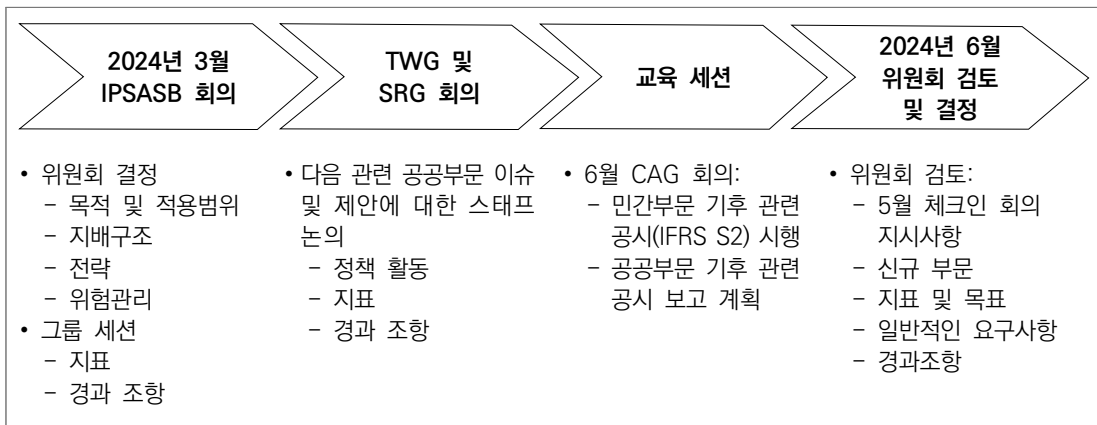 2024년 3월
IPSASB 회의
TWG 및
SRG 회의
교육 세션
2024년 6월
위원회 검토
및 결정
• 위원회 결정
– 목적 및 적용범위
– 지배구조
– 전략
– 위험관리
• 그룹 세션
– 지표
– 경과 조항
• 다음 관련 공공부문 이슈
및 제안에 대한 스태프
논의
– 정책 활동
– 지표
– 경과 조항
• 6월 CAG 회의:
– 민간부문 기후 관련
공시(IFRS S2) 시행
– 공공부문 기후 관련
공시 보고 계획
• 위원회 검토:
– 5월 체크인 회의
지시사항
– 신규 부문
– 지표 및 목표
– 일반적인 요구사항
– 경과조항